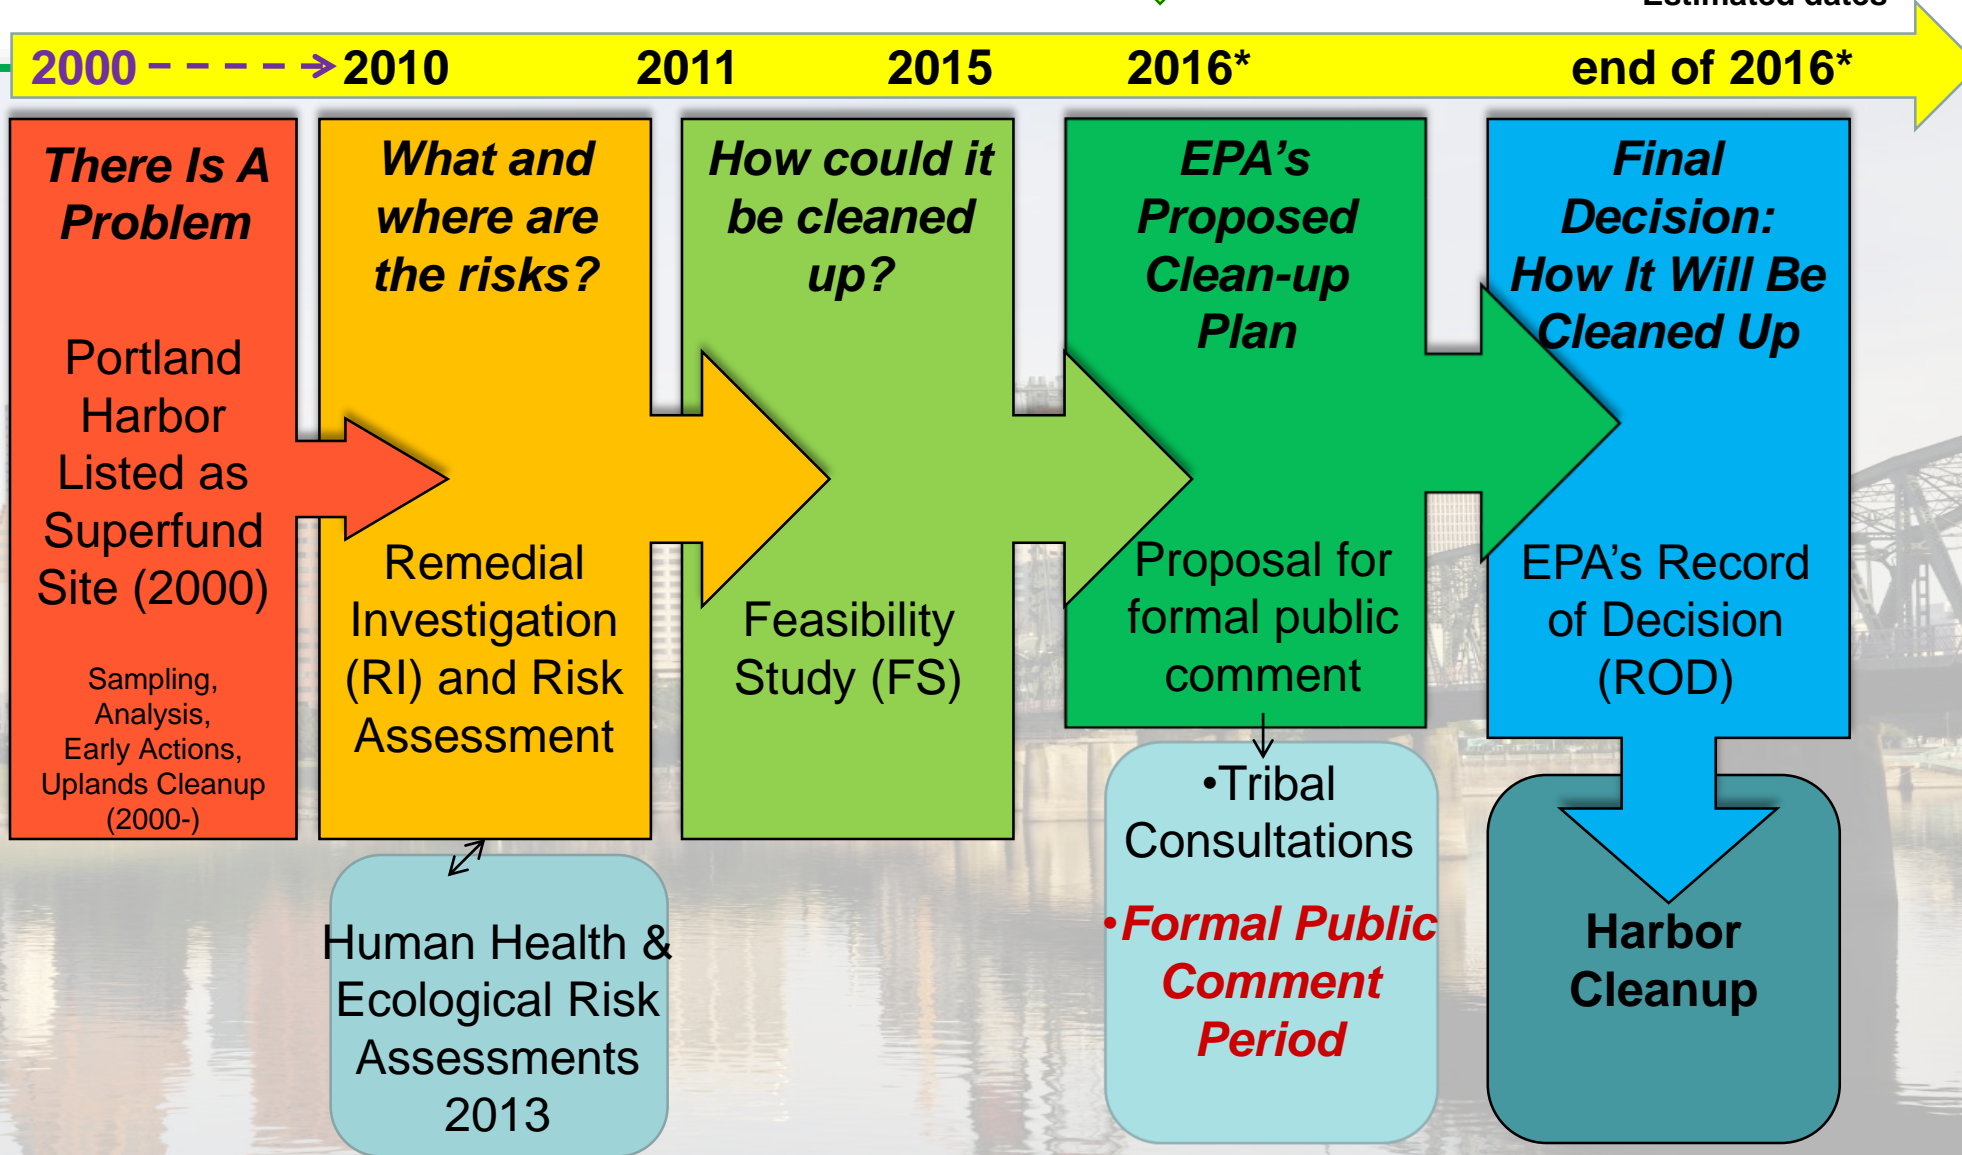 Estimated dates
2000 2010 2011 2015 2016* end of 2016*
There Is A
Problem
Portland
Harbor
Listed as
Superfund
Site (2000)
Sampling,
Analysis,
Early Actions,
Uplands Cleanup
(2000-)
What and
where are
the risks?
Remedial
Investigation
(RI) and Risk
Assessment
Human Health &
Ecological Risk
Assessments
2013
How could it
be cleaned
up?
Feasibility
Study (FS)
EPA’s
Proposed
Clean-up
Plan
Proposal for
formal public
comment
•Tribal
Consultations
•Formal Public
Comment
Period
Final
Decision:
How It Will Be
Cleaned Up
EPA’s Record
of Decision
(ROD)
Harbor
Cleanup